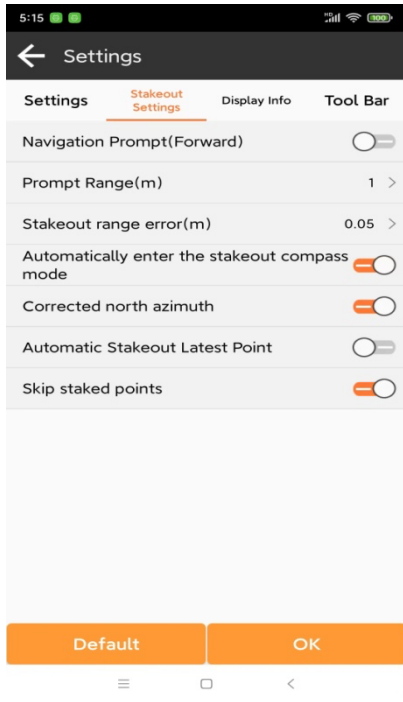 5:15
100
Settings
Settings
Stakeout
Settings
Display Info
Tool Bar
Navigation Prompt(Forward)
Prompt Range(m)
1
Stakeout range error(m)
0.05
Automatically enter the stakeout compass
mode
Corrected north azimuth
Automatic Stakeout Latest Point
Skip staked points
Default
OK